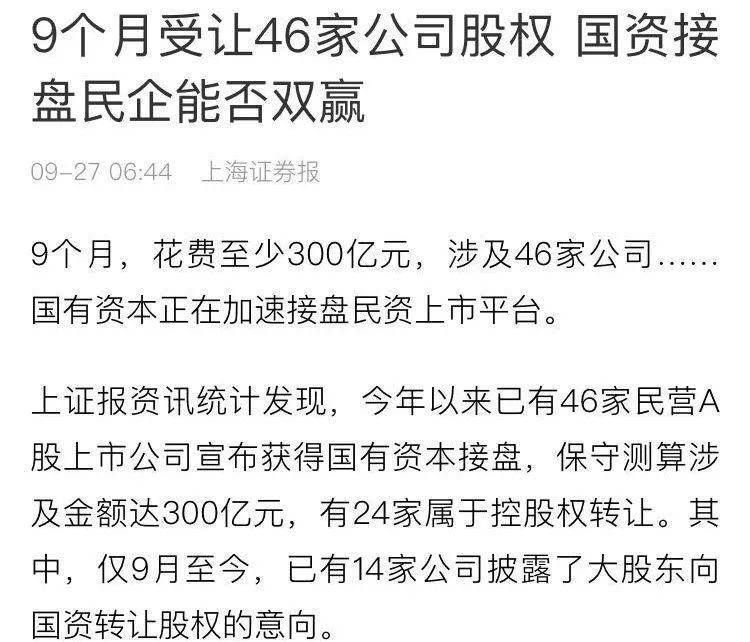 9个月受让46家公司股权 国资接
盘民企能否双赢
09-27 06:44 上海证券报
9个月，花费至少300亿元，涉及46家公司……
国有资本正在加速接盘民资上市平台。
上证报资讯统计发现，今年以来已有46家民营A
股上市公司宣布获得国有资本接盘，保守测算涉
及金额达300亿元，有24家属于控股权转让。其
中，仅9月至今，已有14家公司披露了大股东向
国资转让股权的意向。